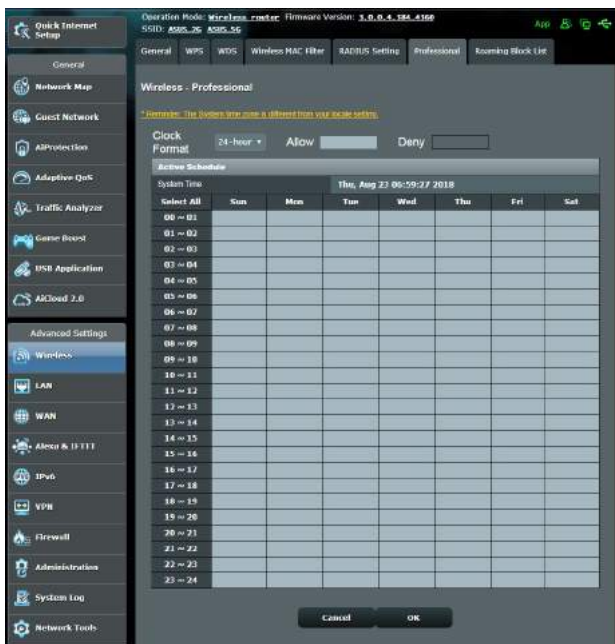 Quick Internet Setup
Operation Mode: Wireless router Firmware Version: 3.0.0.4.384_4160
SSID: ASUS_2G ASUS_5G
App
General WPS WDS Wireless MAC Filter RADIUS Setting Professional Roaming Block List
General
Network Map
Guest Network
AiProtection
Adaptive QoS
Traffic Analyzer
Game Boost
USB Application
AiCloud 2.0
Advanced Settings
Wireless
LAN
WAN
Alexa & IFTTT
IPv6
VPN
Firewall
Administration
System Log
Network Tools
Wireless - Professional
* Reminder: The System time zone is different from your locale setting.
Clock Format 24-hour Allow Deny
Active Schedule
System Time Thu, Aug 23 06:59:27 2018
Select All Sun Mon Tue Wed Thu Fri Sat
00 ~ 01
01 ~ 02
02 ~ 03
03 ~ 04
04 ~ 05
05 ~ 06
06 ~ 07
07 ~ 08
08 ~ 09
09 ~ 10
10 ~ 11
11 ~ 12
12 ~ 13
13 ~ 14
14 ~ 15
15 ~ 16
16 ~ 17
17 ~ 18
18 ~ 19
19 ~ 20
20 ~ 21
21 ~ 22
22 ~ 23
23 ~ 24
Cancel OK